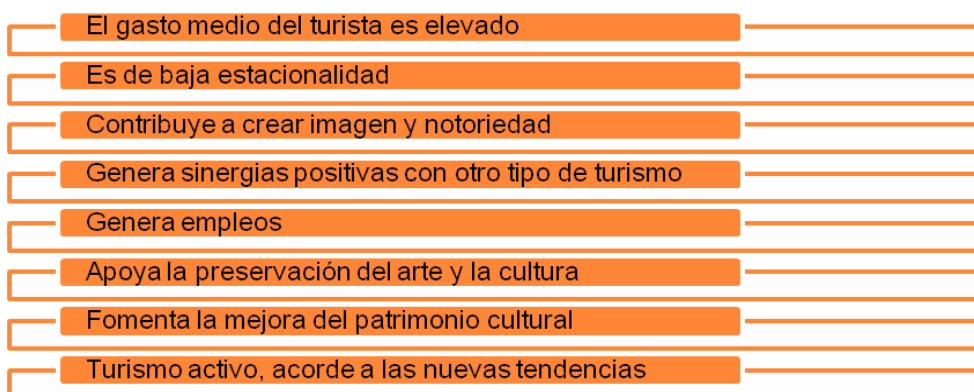 El gasto medio del turista es elevado
Es de baja estacionalidad
Contribuye a crear imagen y notoriedad
Genera sinergias positivas con otro tipo de turismo
Genera empleos
Apoya la preservación del arte y la cultura
Fomenta la mejora del patrimonio cultural
Turismo activo, acorde a las nuevas tendencias